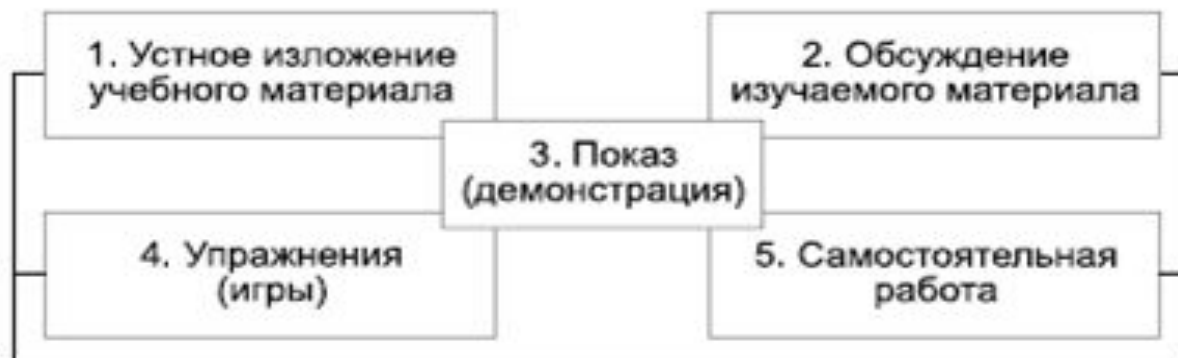 1. Устное изложение
учебного материала
2. Обсуждение
изучаемого материала
3. Показ
(демонстрация)
4. Упражнения
(игры)
5. Самостоятельная
работа